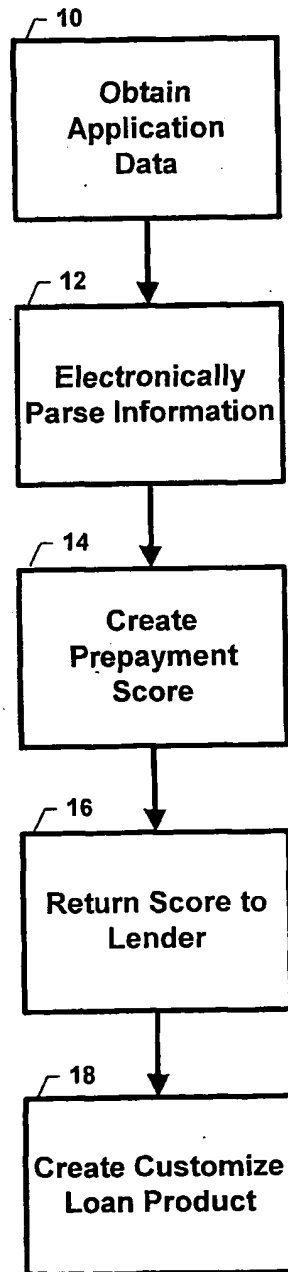 10
Obtain
Application
Data
12
Electronically
Parse Information
14
Create
Prepayment
Score
16
Return Score to
Lender
18
Create Customize
Loan Product